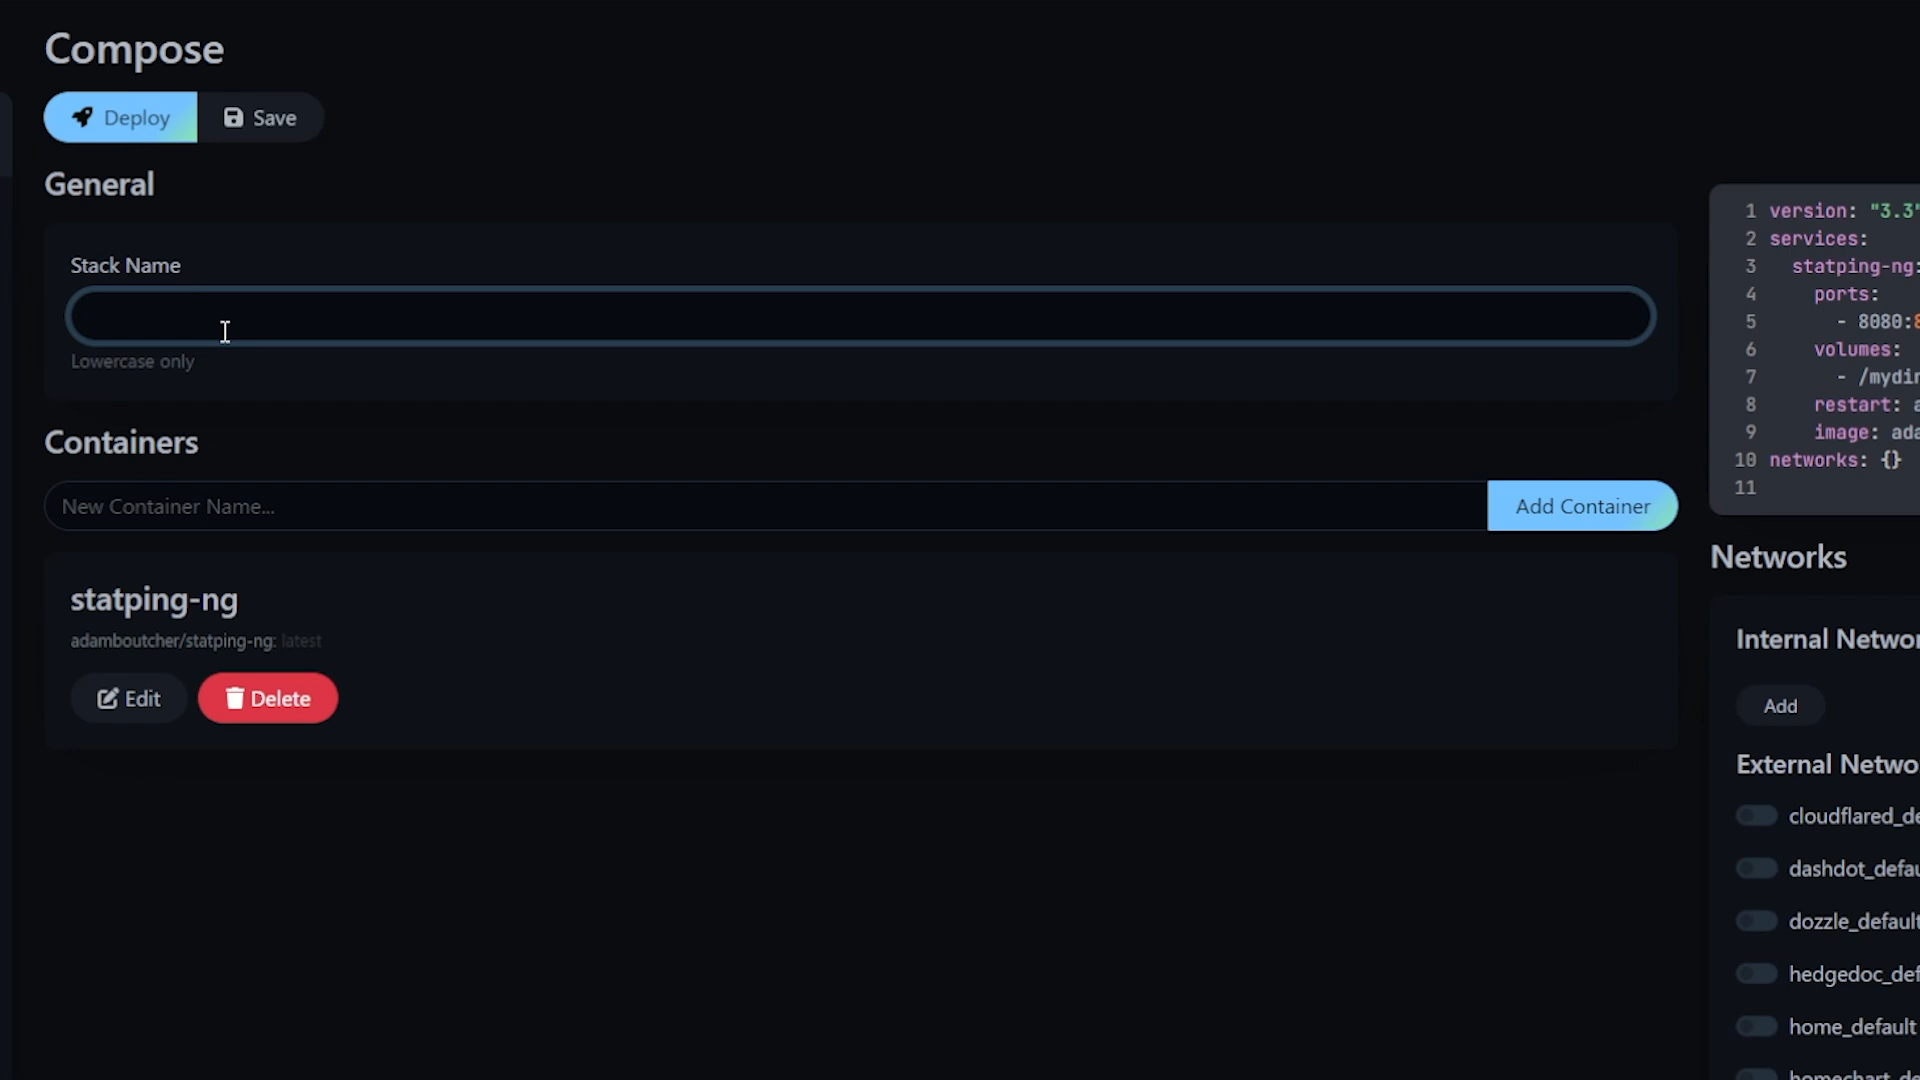 Compose
Deploy
Save
General
Stack Name
Lowercase only
Containers
New Container Name...
Add Container
statping-ng
adamboutcher/statping-ng: latest
Edit
Delete
1 version: "3.3"
2 services:
3 statping-ng:
4 ports:
5 - 8080:8
6 volumes:
7 - /mydir
8 restart: a
9 image: ada
10 networks: {}
11
Networks
Internal Networ
Add
External Netwo
cloudflared_de
dashdot_defau
dozzle_default
hedgedoc_def
home_default
homechart_de